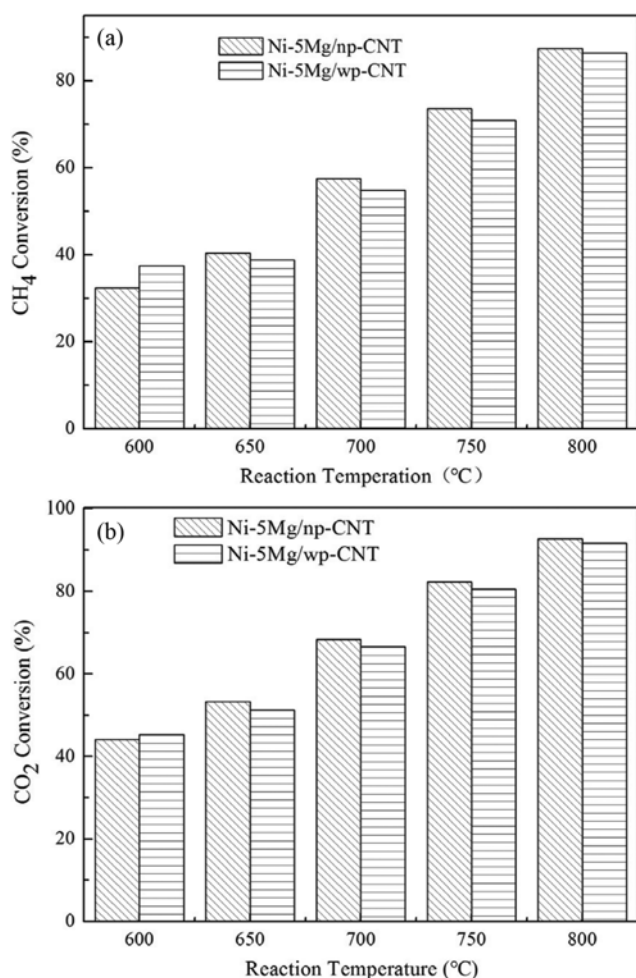 (a)
Ni-5Mg/np-CNT
Ni-5Mg/wp-CNT
80
60
40
20
0
CH4 Conversion (%)
600 650 700 750 800
Reaction Temperation (℃)
(b)
Ni-5Mg/np-CNT
Ni-5Mg/wp-CNT
100
80
60
40
20
0
CO2 Conversion (%)
600 650 700 750 800
Reaction Temperature (℃)